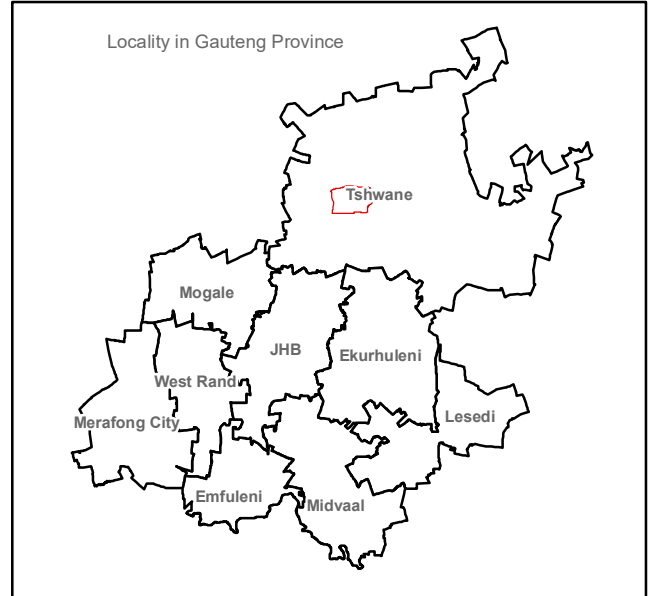 Locality in Gauteng Province
Tshwane
Mogale
JHB
Ekurhuleni
West Rand
Lesedi
Merafong City
Emfuleni
Midvaal